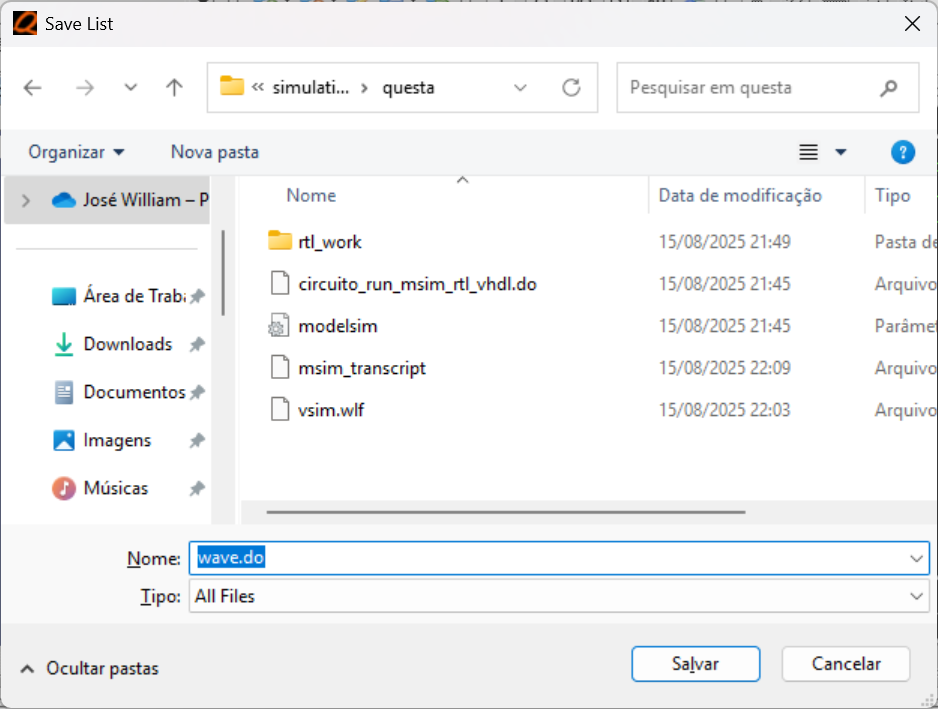 Save List
« simulati... › questa
Pesquisar em questa
Organizar
Nova pasta
?
José William – P
Nome
Data de modificação
Tipo
rtl_work
15/08/2025 21:49
Pasta de
circuito_run_msim_rtl_vhdl.do
15/08/2025 21:45
Arquivo
modelsim
15/08/2025 21:45
Parâmet
msim_transcript
15/08/2025 22:09
Arquivo
vsim.wlf
15/08/2025 22:03
Arquivo
Área de Traba
Downloads
Documentos
Imagens
Músicas
Nome: wave.do
Tipo: All Files
Ocultar pastas
Salvar
Cancelar